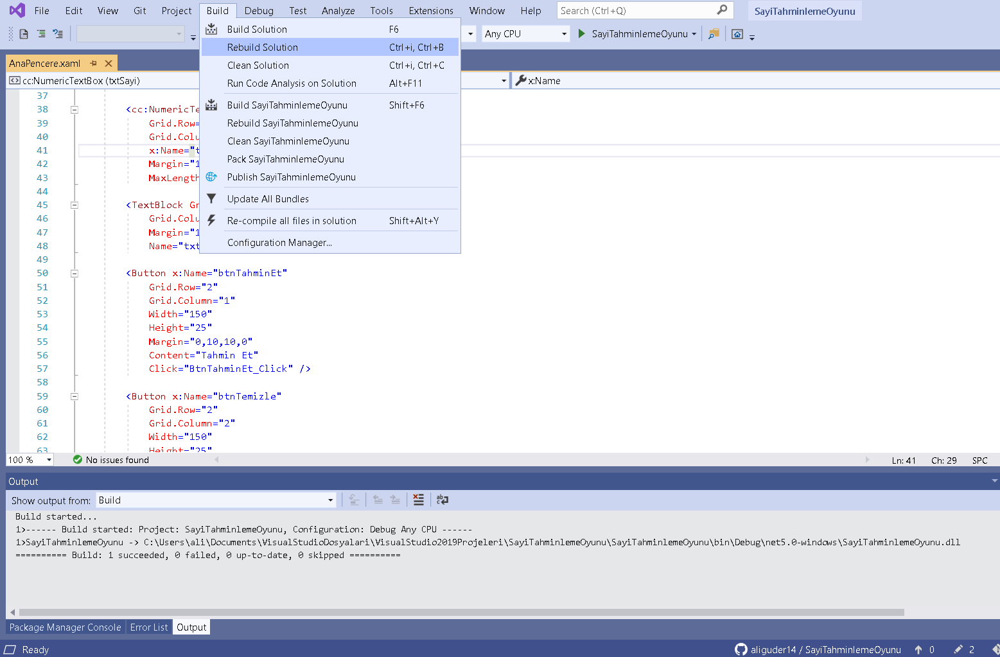 File Edit View Git Project Build Debug Test Analyze Tools Extensions Window Help Search (Ctrl+Q) SayiTahminlemeOyunu
Any CPU SayiTahminlemeOyunu
Build Solution F6
Rebuild Solution Ctrl+i, Ctrl+B
Clean Solution Ctrl+i, Ctrl+C
Run Code Analysis on Solution Alt+F11
Build SayiTahminlemeOyunu Shift+F6
Rebuild SayiTahminlemeOyunu
Clean SayiTahminlemeOyunu
Pack SayiTahminlemeOyunu
Publish SayiTahminlemeOyunu
Update All Bundles
Re-compile all files in solution Shift+Alt+Y
Configuration Manager...
AnaPencere.xaml
cc:NumericTextBox (txtSayi) x:Name
37
38 <cc:NumericTe
39 Grid.Row=
40 Grid.Colu
41 x:Name="t
42 Margin="1
43 MaxLength
44
45 <TextBlock Gr
46 Grid.Colu
47 Margin="1
48 Name="txt
49
50 <Button x:Name="btnTahminEt"
51 Grid.Row="2"
52 Grid.Column="1"
53 Width="150"
54 Height="25"
55 Margin="0,10,10,0"
56 Content="Tahmin Et"
57 Click="BtnTahminEt_Click" />
58
59 <Button x:Name="btnTemizle"
60 Grid.Row="2"
61 Grid.Column="2"
62 Width="150"
63 Height="25"
100 % No issues found Ln: 41 Ch: 29 SPC
Output
Show output from: Build
Build started...
1>------ Build started: Project: SayiTahminlemeOyunu, Configuration: Debug Any CPU ------
1>SayiTahminlemeOyunu -> C:\Users\ali\Documents\VisualStudioDosyalari\VisualStudio2019Projeleri\SayiTahminlemeOyunu\SayiTahminlemeOyunu\bin\Debug\net5.0-windows\SayiTahminlemeOyunu.dll
========== Build: 1 succeeded, 0 failed, 0 up-to-date, 0 skipped ==========
Package Manager Console Error List Output
Ready aliguder14 / SayiTahminlemeOyunu 0 2